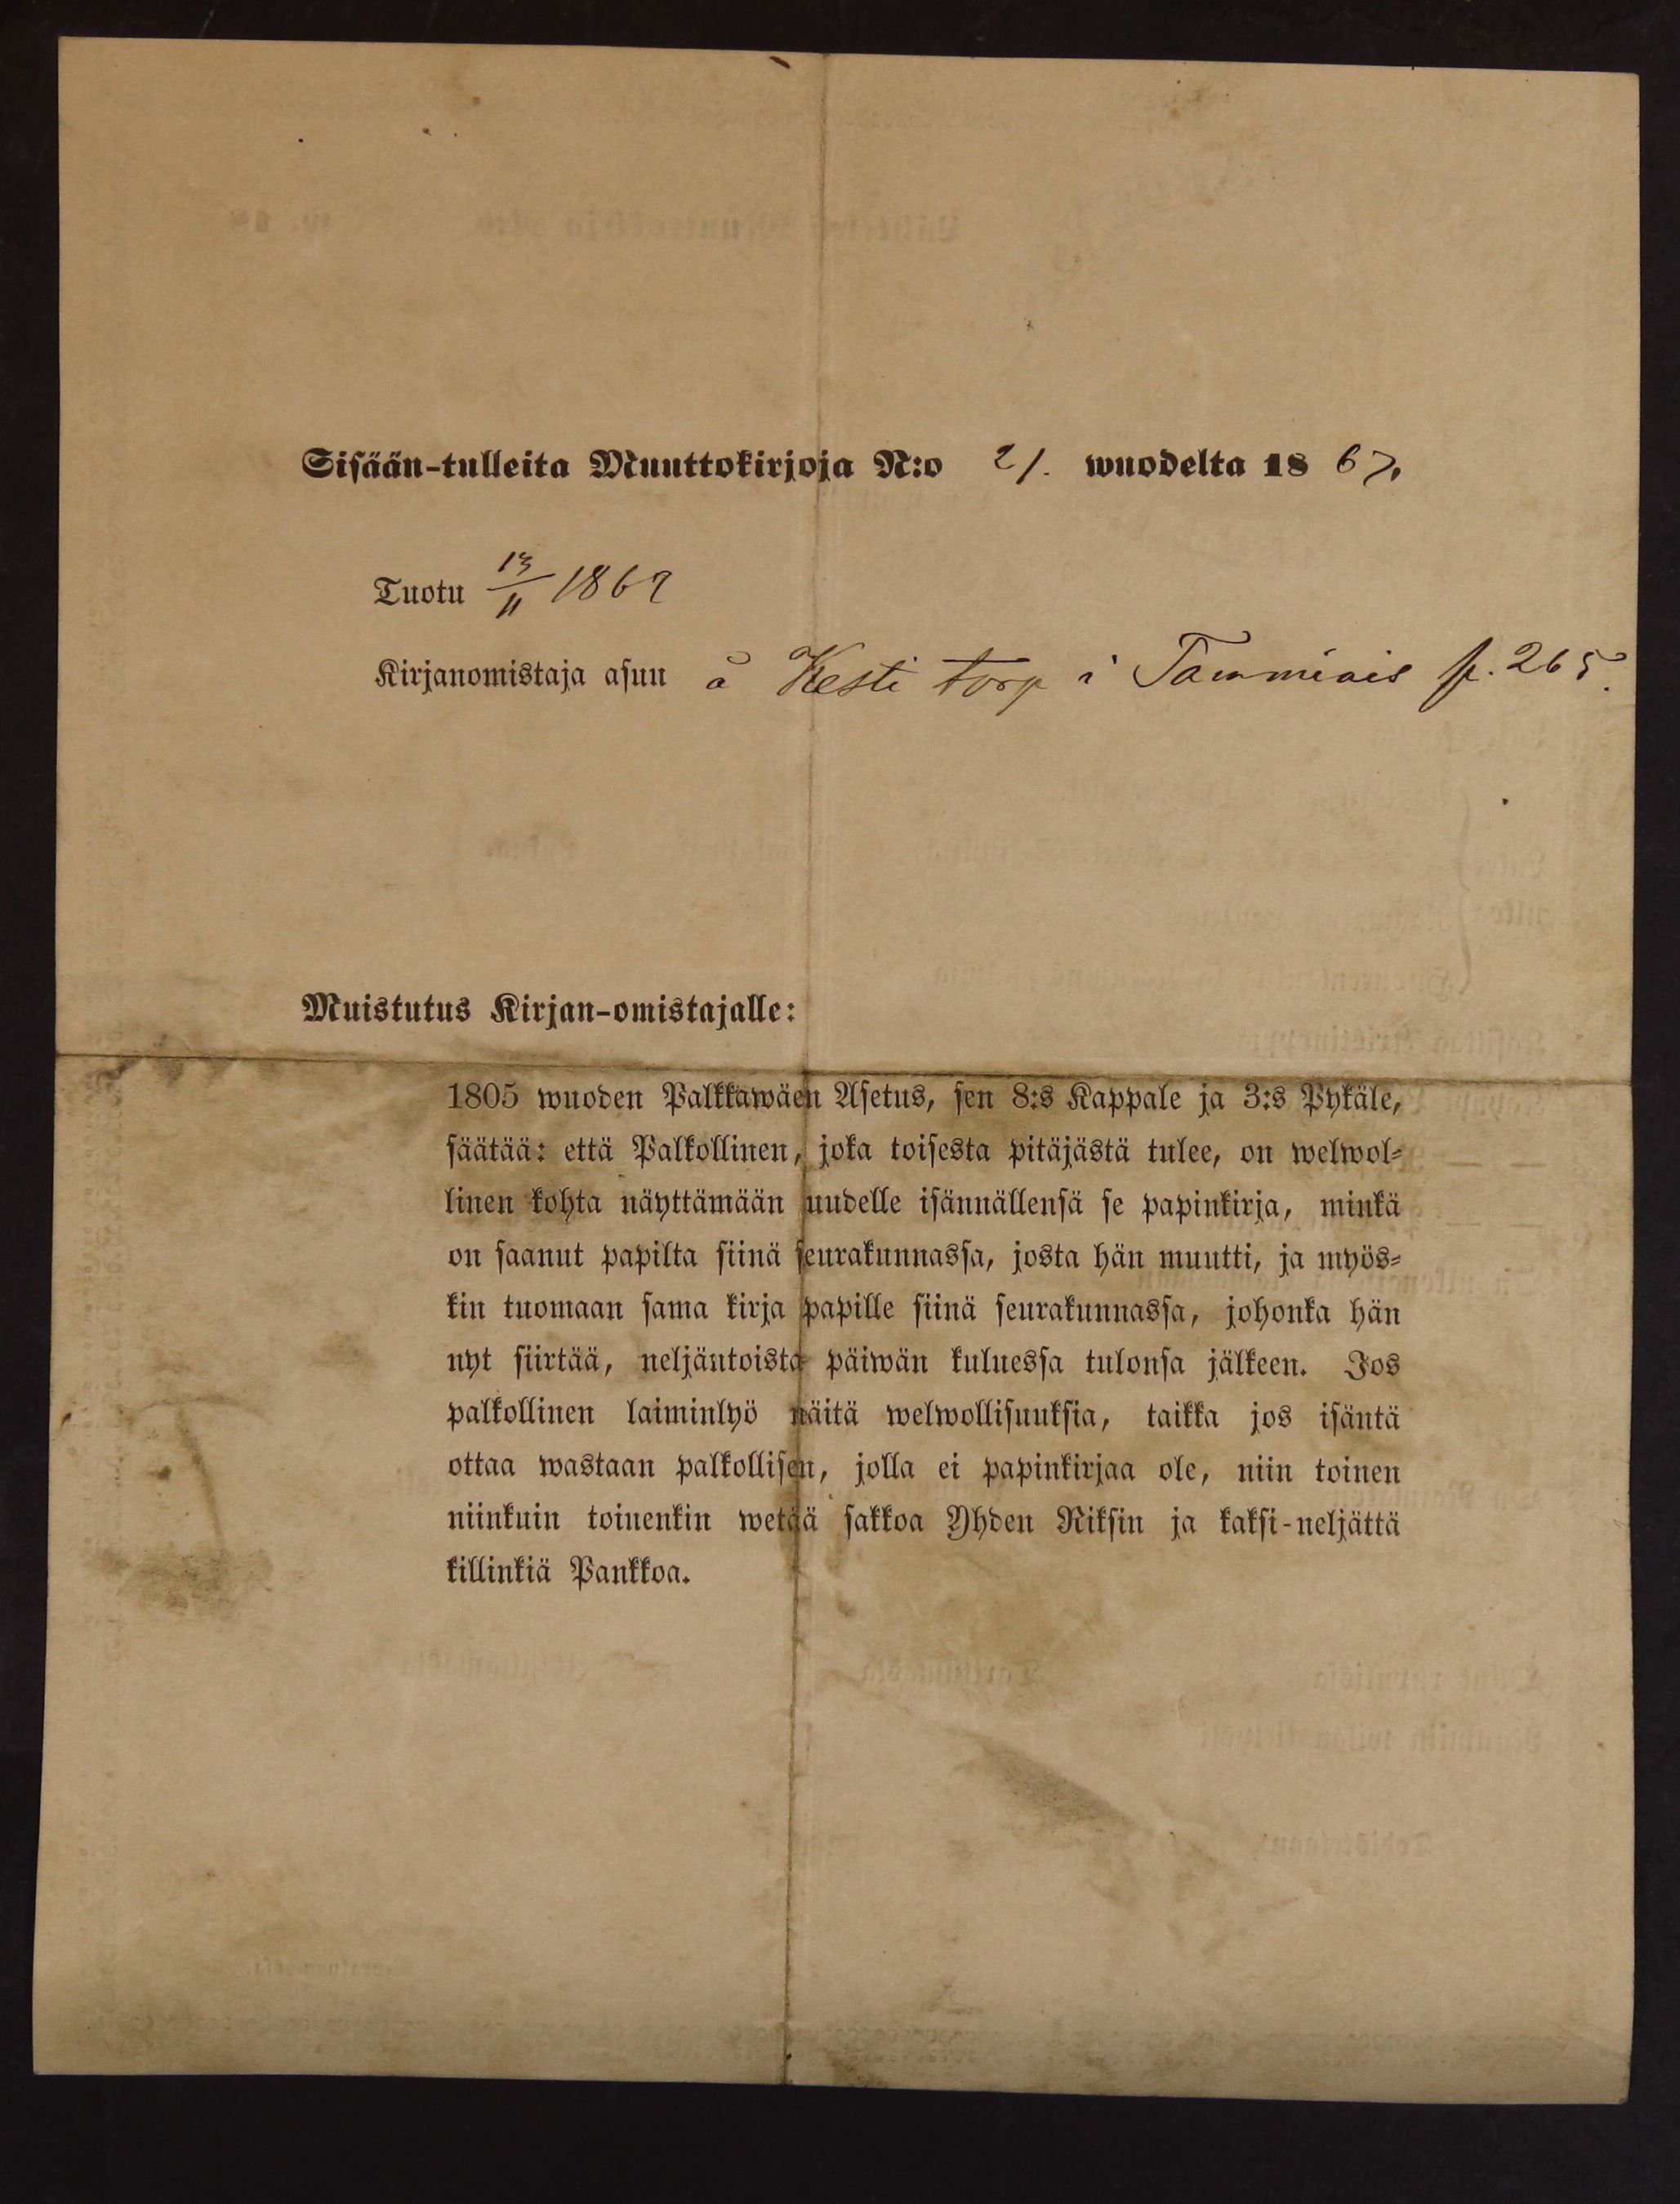 Sisään-tulleita Muuttokirjoja N:o 21. wuodelta 18 67.
Tuotu 13/11 1867
Kirjanomistaja asuu å Kesti torp i Tammiais p. 265.
Muistutus Kirjan-omistajalle:
1805 wuoden Palkkawäen Asetus, sen 8:s Kappale ja 3:s Pykäle,
säätää: että Palkollinen, joka toisesta pitäjästä tulee, on welwol-
linen kohta näyttämään uudelle isännällensä se papinkirja, minkä
on saanut papilta siinä seurakunnassa, josta hän muutti, ja myös-
kin tuomaan sama kirja papille siinä seurakunnassa, johonka hän
nyt siirtää, neljäntoista päiwän kuluessa tulonsa jälkeen. Jos
palkollinen laiminlyö näitä welwollisuuksia, taikka jos isäntä
ottaa wastaan palkollisen, jolla ei papinkirjaa ole, niin toinen
niinkuin toinenkin wetää sakkoa Yhden Riksin ja kaksi-neljättä
killinkiä Pankkoa.